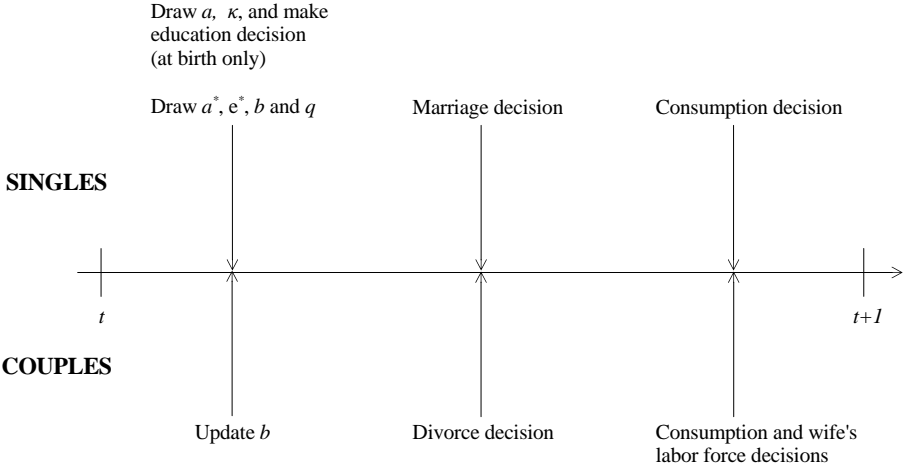 Draw a, κ, and make
education decision
(at birth only)
Draw a*, e*, b and q
Marriage decision
Consumption decision
SINGLES
t
t+1
COUPLES
Update b
Divorce decision
Consumption and wife's
labor force decisions